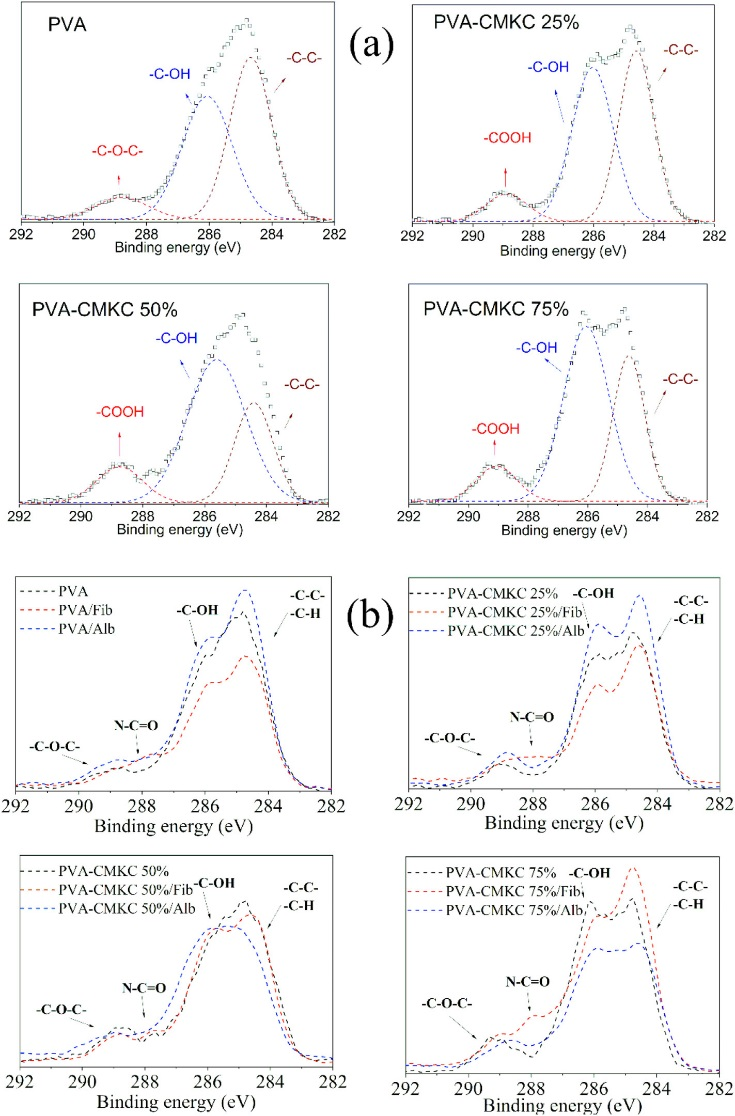 PVA
(a)
PVA-CMKC 25%
-C-OH
-C-C-
-C-O-C-
-C-OH
-C-C-
-COOH
292 290 288 286 284 282
Binding energy (eV)
292 290 288 286 284 282
Binding energy (eV)
PVA-CMKC 50%
-C-OH
-C-C-
-COOH
PVA-CMKC 75%
-C-OH
-C-C-
-COOH
292 290 288 286 284 282
Binding energy (eV)
292 290 288 286 284 282
Binding energy (eV)
(b)
PVA
PVA/Fib
PVA/Alb
-C-OH
-C-C-
-C-H
N-C=O
-C-O-C-
292 290 288 286 284 282
Binding energy (eV)
PVA-CMKC 25%
PVA-CMKC 25%/Fib
PVA-CMKC 25%/Alb
-C-OH
-C-C-
-C-H
N-C=O
-C-O-C-
292 290 288 286 284 282
Binding energy (eV)
PVA-CMKC 50%
PVA-CMKC 50%/Fib
PVA-CMKC 50%/Alb
-C-OH
-C-C-
-C-H
N-C=O
-C-O-C-
292 290 288 286 284 282
Binding energy (eV)
PVA-CMKC 75%
PVA-CMKC 75%/Fib
PVA-CMKC 75%/Alb
-C-OH
-C-C-
-C-H
N-C=O
-C-O-C-
292 290 288 286 284 282
Binding energy (eV)